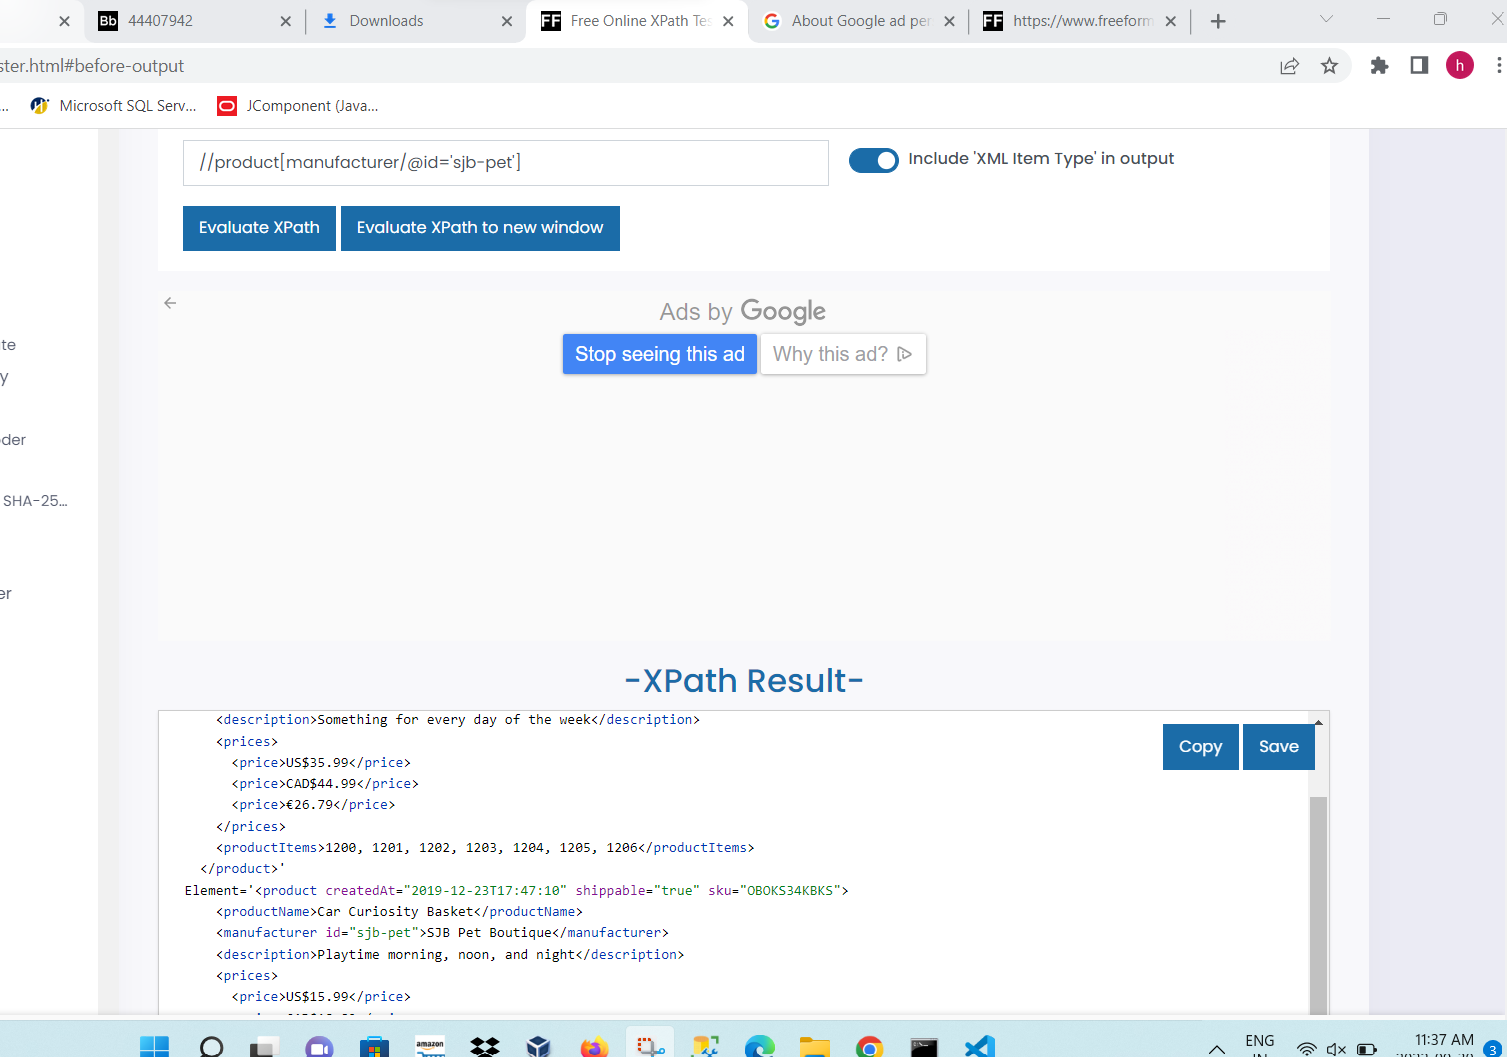 Bb 44407942
Downloads
FF Free Online XPath Tes
G About Google ad per
FF https://www.freeform
ster.html#before-output
h
... Microsoft SQL Serv...
JComponent (Java...
//product[manufacturer/@id='sjb-pet']
Include 'XML Item Type' in output
Evaluate XPath
Evaluate XPath to new window
Ads by Google
Stop seeing this ad
Why this ad?
te
y
der
SHA-25...
er
-XPath Result-
Copy
Save
<description>Something for every day of the week</description>
<prices>
<price>US$35.99</price>
<price>CAD$44.99</price>
<price>€26.79</price>
</prices>
<productItems>1200, 1201, 1202, 1203, 1204, 1205, 1206</productItems>
</product>'
Element='<product createdAt="2019-12-23T17:47:10" shippable="true" sku="OBOKS34KBKS">
<productName>Car Curiosity Basket</productName>
<manufacturer id="sjb-pet">SJB Pet Boutique</manufacturer>
<description>Playtime morning, noon, and night</description>
<prices>
<price>US$15.99</price>
amazon
ENG
11:37 AM
3